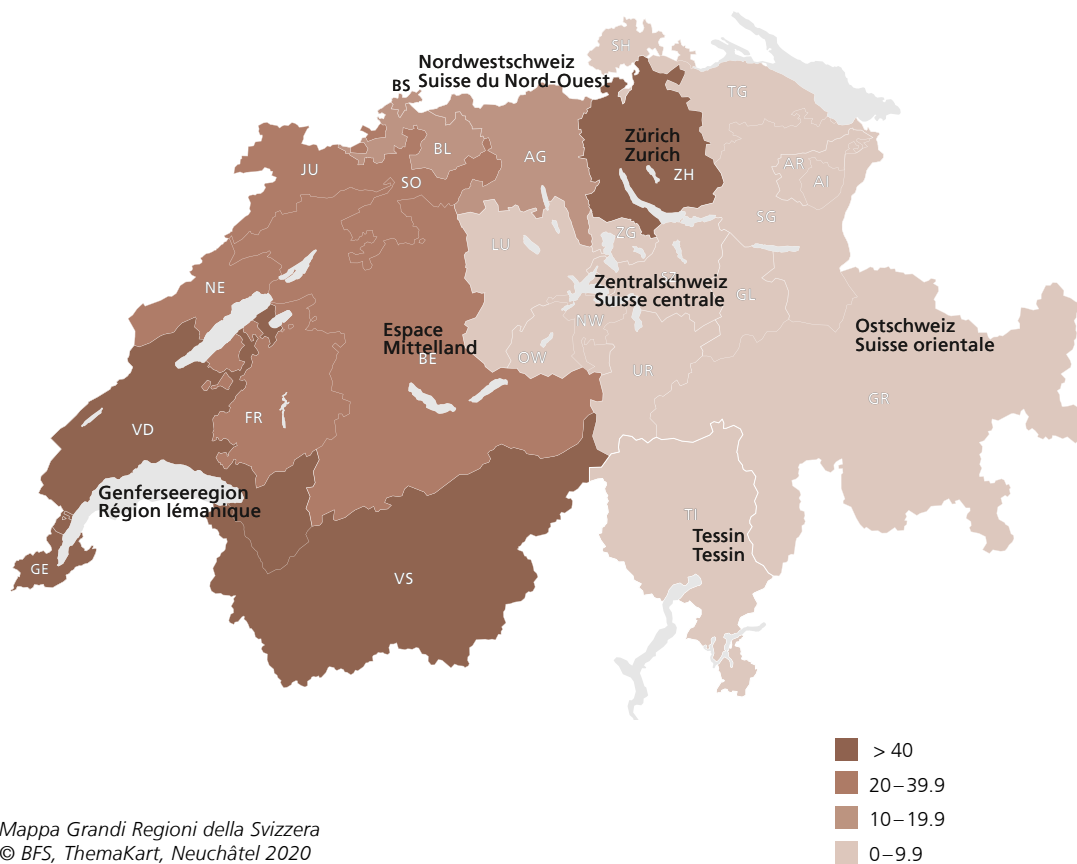 SH
Nordwestschweiz
Suisse du Nord-Ouest
BS
TG
Zürich
Zurich
ZH
BL
AG
JU
SO
AR
AI
SG
LU
ZG
SZ
Zentralschweiz
Suisse centrale
NE
GL
NW
Espace
Mittelland
BE
OW
UR
Ostschweiz
Suisse orientale
GR
FR
VD
Genferseeregion
Région lémanique
TI
Tessin
Tessin
GE
VS
> 40
20–39.9
10–19.9
0–9.9
Mappa Grandi Regioni della Svizzera
© BFS, ThemaKart, Neuchâtel 2020